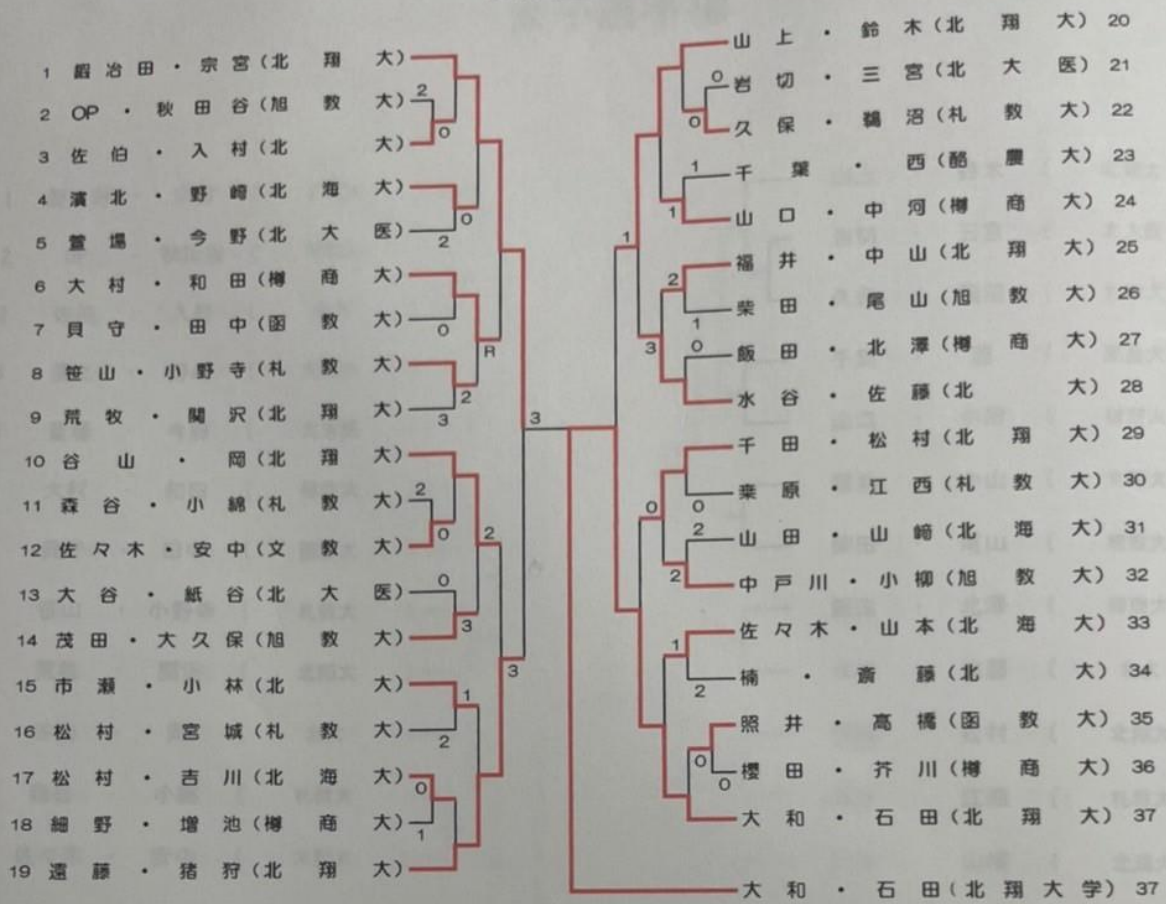 1 鍜冶田・宗宮(北翔大)
2 OP・秋田谷(旭教大)
3 佐伯・入村(北大)
4 濱北・野﨑(北海大)
5 萱場・今野(北大医)
6 大村・和田(樽商大)
7 貝守・田中(函教大)
8 笹山・小野寺(札教大)
9 荒牧・関沢(北翔大)
10 谷山・岡(北翔大)
11 森谷・小綿(札教大)
12 佐々木・安中(文教大)
13 大谷・紙谷(北大医)
14 茂田・大久保(旭教大)
15 市瀬・小林(北大)
16 松村・宮城(札教大)
17 松村・吉川(北海大)
18 細野・増池(樽商大)
19 遠藤・猪狩(北翔大)
2
0
0
2
0
R
2
3
3
2
0
2
0
3
3
1
2
0
1
山上・鈴木(北翔大) 20
岩切・三宮(北大医) 21
久保・鵜沼(札教大) 22
千葉・西(酪農大) 23
山口・中河(樽商大) 24
福井・中山(北翔大) 25
柴田・尾山(旭教大) 26
飯田・北澤(樽商大) 27
水谷・佐藤(北大) 28
千田・松村(北翔大) 29
桒原・江西(札教大) 30
山田・山﨑(北海大) 31
中戸川・小柳(旭教大) 32
佐々木・山本(北海大) 33
楠・斎藤(北大) 34
照井・高橋(函教大) 35
櫻田・芥川(樽商大) 36
大和・石田(北翔大) 37
大和・石田(北翔大学) 37
0
0
1
1
1
2
1
0
3
0
0
2
2
1
2
0
0